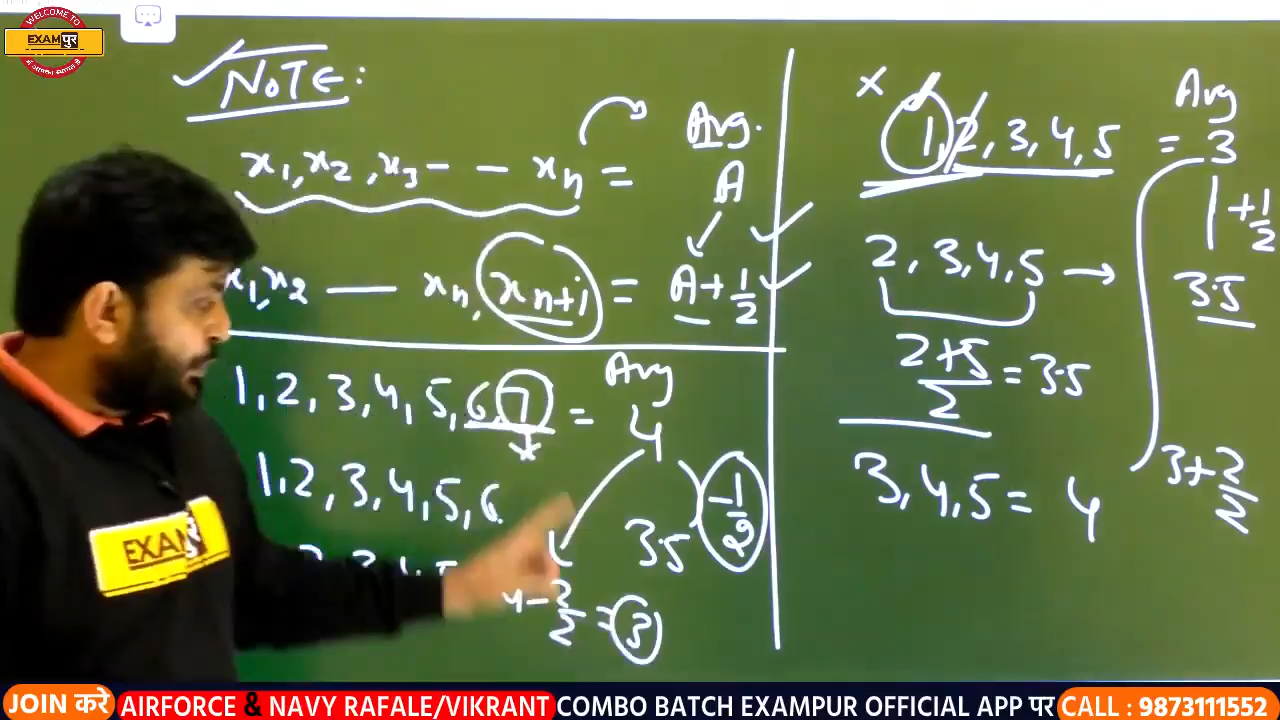 WELCOME TO
EXAMपुर
NOTE:
Avg.
x₁, x₂, x₃ - - - xₙ = A
x₁, x₂ — xₙ, xₙ₊₁ = A + 1/2
Avg
1, 2, 3, 4, 5, 6, 7 = 4
1, 2, 3, 4, 5, 6
3.5
-1/2
4 - 2/2 = 3
EXAM
Avg
× 1, 2, 3, 4, 5 = 3
+1/2
2, 3, 4, 5 → 3.5
2+5/2 = 3.5
3, 4, 5 = 4
3+2/2
JOIN करे
AIRFORCE & NAVY RAFALE/VIKRANT COMBO BATCH EXAMPUR OFFICIAL APP पर
CALL : 9873111552